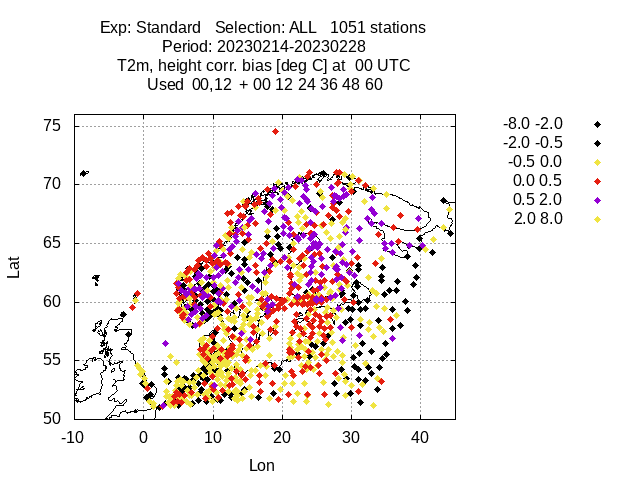 Exp: Standard   Selection: ALL   1051 stations
Period: 20230214-20230228
T2m, height corr. bias [deg C] at  00 UTC
Used  00,12  + 00 12 24 36 48 60
-8.0 -2.0
-2.0 -0.5
-0.5 0.0
0.0 0.5
0.5 2.0
2.0 8.0
75
70
65
60
55
50
Lat
-10 0 10 20 30 40
Lon